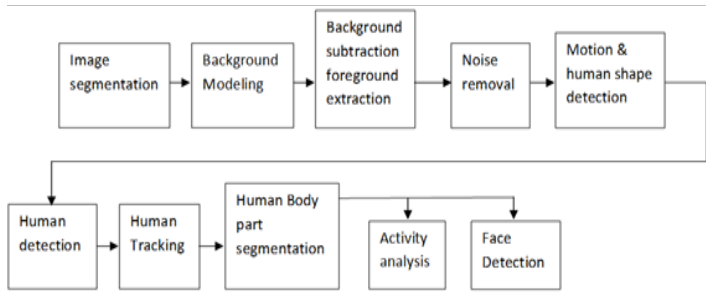 Image
segmentation
Background
Modeling
Background
subtraction
foreground
extraction
Noise
removal
Motion &
human shape
detection
Human
detection
Human
Tracking
Human Body
part
segmentation
Activity
analysis
Face
Detection